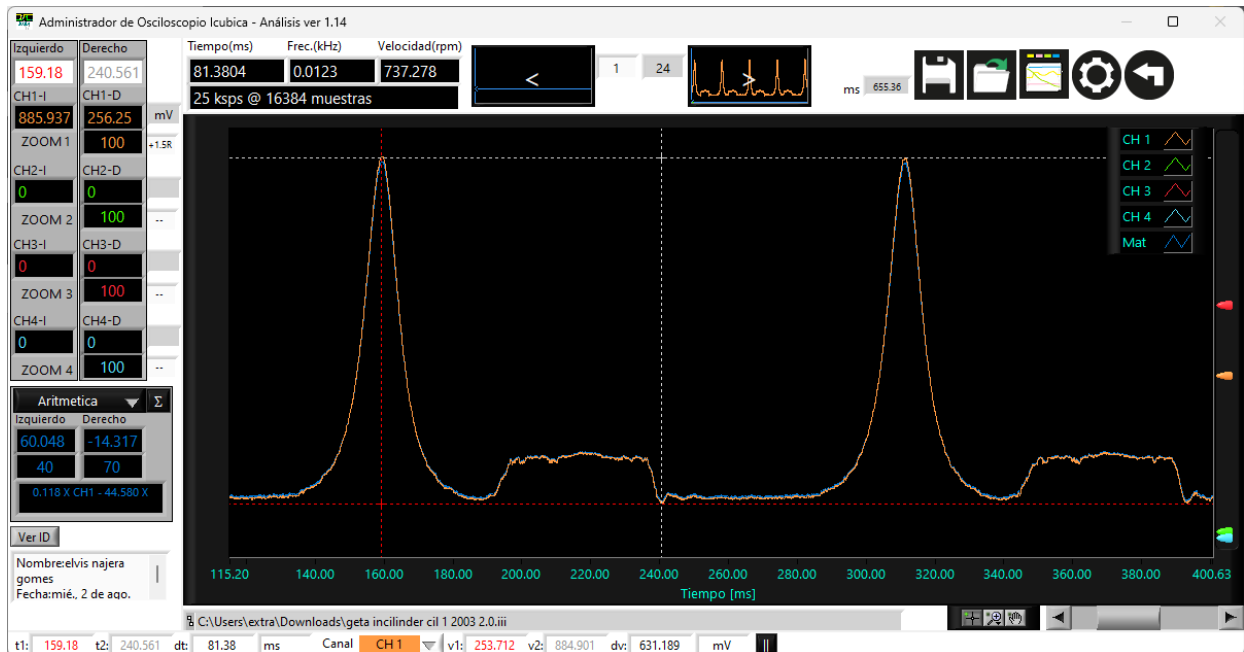 Administrador de Osciloscopio Icubica - Análisis ver 1.14
Izquierdo Derecho
159.18 240.561
CH1-I CH1-D
885.937 256.25 mV
ZOOM 1 100 +1.5R
CH2-I CH2-D
0 0
ZOOM 2 100 --
CH3-I CH3-D
0 0
ZOOM 3 100 --
CH4-I CH4-D
0 0
ZOOM 4 100 --
Aritmetica Σ
Izquierdo Derecho
60.048 -14.317
40 70
0.118 X CH1 - 44.580 X
Ver ID
Nombre:elvis najera
gomes
Fecha:mié., 2 de ago.
Tiempo(ms) Frec.(kHz) Velocidad(rpm)
81.3804 0.0123 737.278
25 ksps @ 16384 muestras
< 1 24 >
ms 655.36
CH 1
CH 2
CH 3
CH 4
Mat
115.20 140.00 160.00 180.00 200.00 220.00 240.00 260.00 280.00 300.00 320.00 340.00 360.00 380.00 400.63
Tiempo [ms]
C:\Users\extra\Downloads\geta incilinder cil 1 2003 2.0.iii
t1: 159.18 t2: 240.561 dt: 81.38 ms Canal CH 1 v1: 253.712 v2: 884.901 dv: 631.189 mV